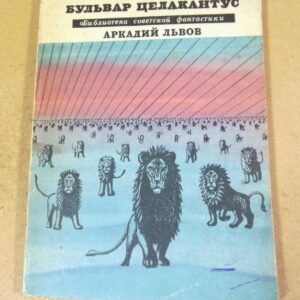 БУЛЬВАР ЦЕЛАКАНТУС
«Библиотека советской фантастики
АРКАДИЙ ЛЬВОВ